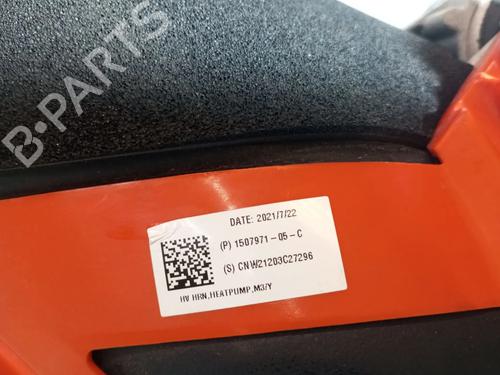 B-PARTS
DATE: 2021/7/22
(P) 1507971-05-C
(S) CNW21203C27296
HV HRN,HEATPUMP,M3/Y